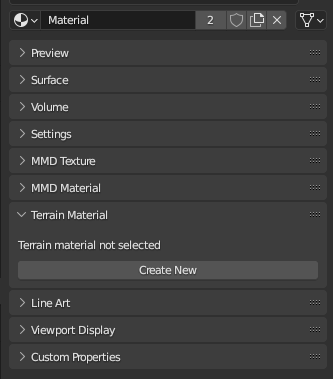 Material 2
Preview
Surface
Volume
Settings
MMD Texture
MMD Material
Terrain Material
Terrain material not selected
Create New
Line Art
Viewport Display
Custom Properties